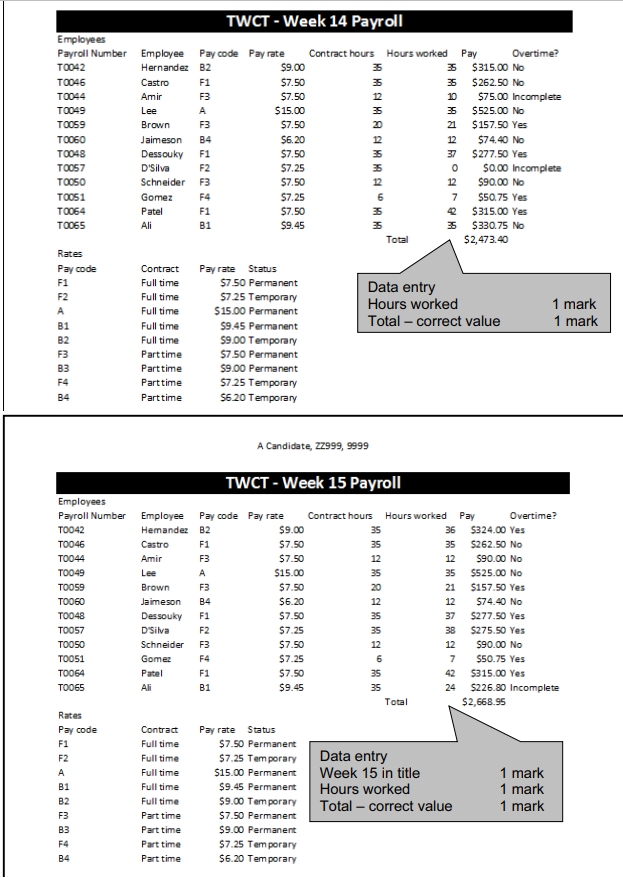 TWCT - Week 14 Payroll
Employees
Payroll Number Employee Pay code Pay rate Contract hours Hours worked Pay Overtime?
T0042 Hernandez B2 $9.00 35 35 $315.00 No
T0046 Castro F1 $7.50 35 35 $262.50 No
T0044 Amir F3 $7.50 12 10 $75.00 Incomplete
T0049 Lee A $15.00 35 35 $525.00 No
T0059 Brown F3 $7.50 20 21 $157.50 Yes
T0060 Jaimeson B4 $6.20 12 12 $74.40 No
T0048 Dessouky F1 $7.50 35 37 $277.50 Yes
T0057 D'Silva F2 $7.25 35 0 $0.00 Incomplete
T0050 Schneider F3 $7.50 12 12 $90.00 No
T0051 Gomez F4 $7.25 6 7 $50.75 Yes
T0064 Patel F1 $7.50 35 42 $315.00 Yes
T0065 Ali B1 $9.45 35 35 $330.75 No
Total $2,473.40
Rates
Pay code Contract Pay rate Status
F1 Full time $7.50 Permanent
F2 Full time $7.25 Temporary
A Full time $15.00 Permanent
B1 Full time $9.45 Permanent
B2 Full time $9.00 Temporary
F3 Part time $7.50 Permanent
B3 Part time $9.00 Permanent
F4 Part time $7.25 Temporary
B4 Part time $6.20 Temporary
Data entry
Hours worked 1 mark
Total – correct value 1 mark
A Candidate, ZZ999, 9999
TWCT - Week 15 Payroll
Employees
Payroll Number Employee Pay code Pay rate Contract hours Hours worked Pay Overtime?
T0042 Hernandez B2 $9.00 35 36 $324.00 Yes
T0046 Castro F1 $7.50 35 35 $262.50 No
T0044 Amir F3 $7.50 12 12 $90.00 No
T0049 Lee A $15.00 35 35 $525.00 No
T0059 Brown F3 $7.50 20 21 $157.50 Yes
T0060 Jaimeson B4 $6.20 12 12 $74.40 No
T0048 Dessouky F1 $7.50 35 37 $277.50 Yes
T0057 D'Silva F2 $7.25 35 38 $275.50 Yes
T0050 Schneider F3 $7.50 12 12 $90.00 No
T0051 Gomez F4 $7.25 6 7 $50.75 Yes
T0064 Patel F1 $7.50 35 42 $315.00 Yes
T0065 Ali B1 $9.45 35 24 $226.80 Incomplete
Total $2,668.95
Rates
Pay code Contract Pay rate Status
F1 Full time $7.50 Permanent
F2 Full time $7.25 Temporary
A Full time $15.00 Permanent
B1 Full time $9.45 Permanent
B2 Full time $9.00 Temporary
F3 Part time $7.50 Permanent
B3 Part time $9.00 Permanent
F4 Part time $7.25 Temporary
B4 Part time $6.20 Temporary
Data entry
Week 15 in title 1 mark
Hours worked 1 mark
Total – correct value 1 mark